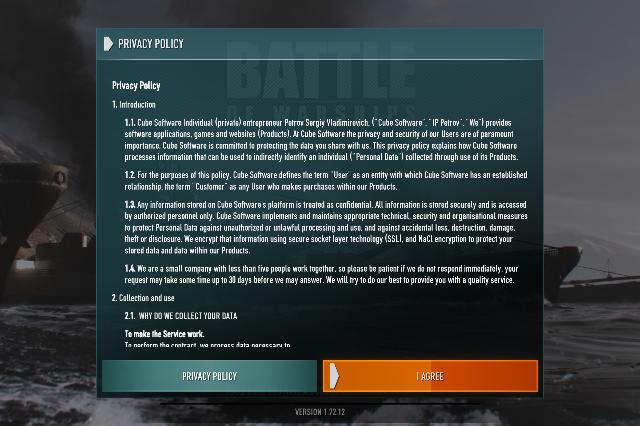 PRIVACY POLICY
BATTLE
OF WARSHIPS
Privacy Policy
1. Introduction
1.1. Cube Software Individual (private) entrepreneur Petrov Sergiy Vladimirovich, ("Cube Software", "IP Petrov", "We") provides
software applications, games and websites (Products). At Cube Software the privacy and security of our Users are of paramount
importance. Cube Software is committed to protecting the data you share with us. This privacy policy explains how Cube Software
processes information that can be used to indirectly identify an individual ("Personal Data") collected through use of its Products.
1.2. For the purposes of this policy, Cube Software defines the term "User" as an entity with which Cube Software has an established
relationship, the term "Customer" as any User who makes purchases within our Products.
1.3. Any information stored on Cube Software's platform is treated as confidential. All information is stored securely and is accessed
by authorized personnel only. Cube Software implements and maintains appropriate technical, security and organisational measures
to protect Personal Data against unauthorized or unlawful processing and use, and against accidental loss, destruction, damage,
theft or disclosure. We encrypt that information using secure socket layer technology (SSL), and NaCl encryption to protect your
stored data and data within our Products.
1.4. We are a small company with less than five people work together, so please be patient if we do not respond immediately, your
request may take some time up to 30 days before we may answer. We will try to do our best to provide you with a quality service.
2. Collection and use
2.1. WHY DO WE COLLECT YOUR DATA
To make the Service work.
To perform the contract, we process data necessary to
PRIVACY POLICY
I AGREE
VERSION 1.72.12